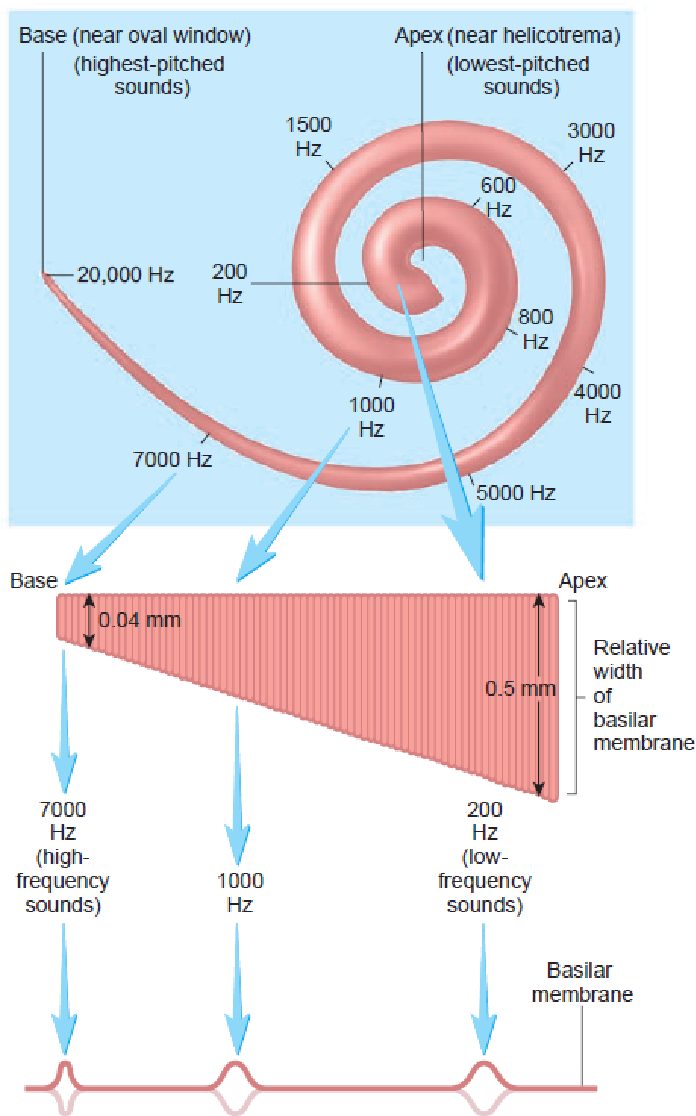 Base (near oval window)
(highest-pitched
sounds)
Apex (near helicotrema)
(lowest-pitched
sounds)
1500
Hz
3000
Hz
600
Hz
20,000 Hz
200
Hz
800
Hz
4000
Hz
1000
Hz
7000 Hz
5000 Hz
Base
Apex
0.04 mm
0.5 mm
Relative
width
of
basilar
membrane
7000
Hz
(high-
frequency
sounds)
1000
Hz
200
Hz
(low-
frequency
sounds)
Basilar
membrane